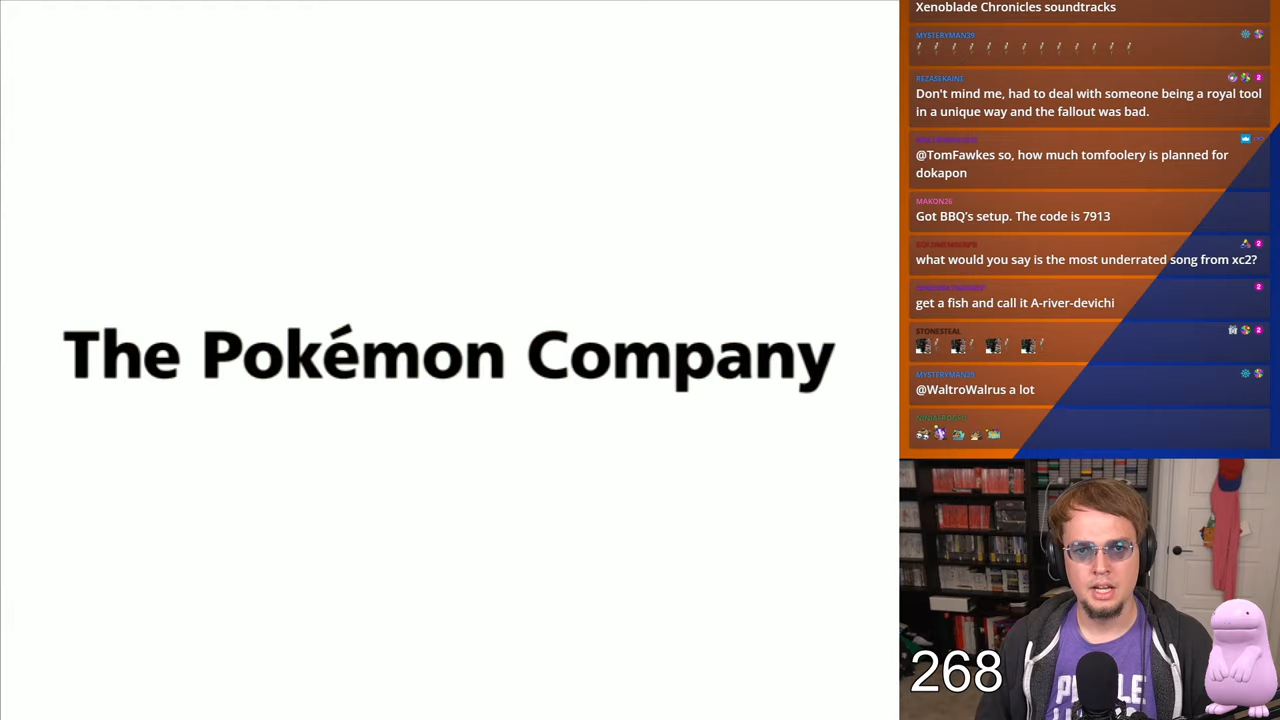 The Pokémon Company
Xenoblade Chronicles soundtracks
MYSTERYMAN39
REZASEKAINE
Don't mind me, had to deal with someone being a royal tool
in a unique way and the fallout was bad.
@TomFawkes so, how much tomfoolery is planned for
dokapon
MAKON26
Got BBQ's setup. The code is 7913
what would you say is the most underrated song from xc2?
get a fish and call it A-river-devichi
STONESTEAL
MYSTERYMAN39
@WaltroWalrus a lot
268